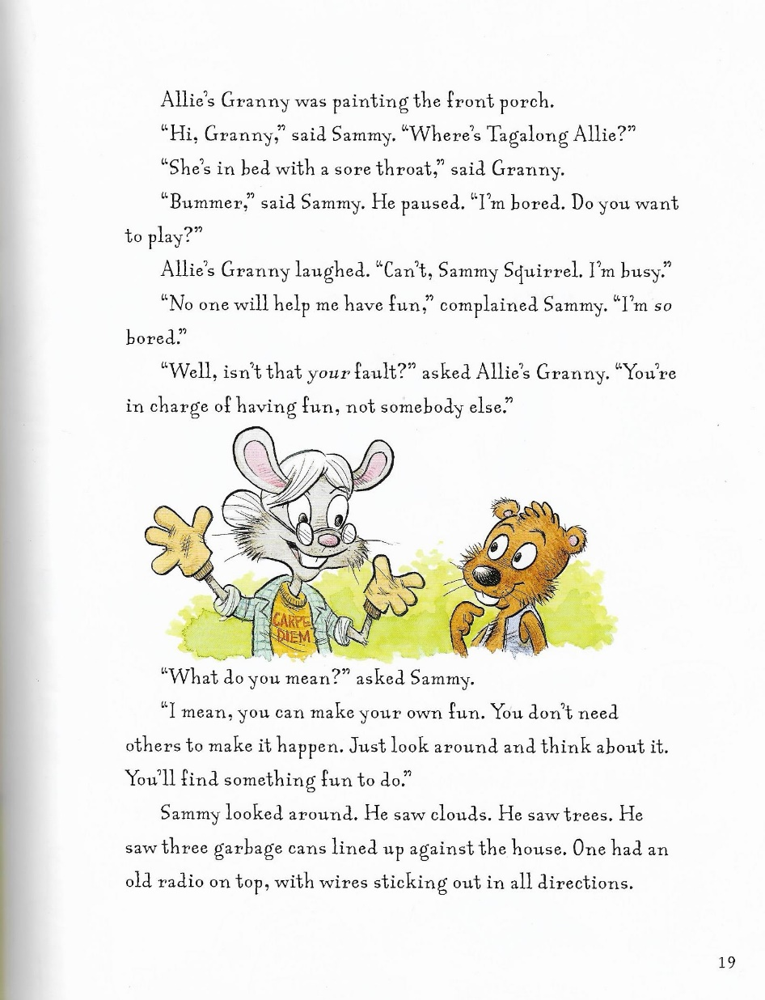 Allie's Granny was painting the front porch.
“Hi, Granny,” said Sammy. “Where's Tagalong Allie?”
“She's in bed with a sore throat,” said Granny.
“Bummer,” said Sammy. He paused. “I'm bored. Do you want
to play?”
Allie's Granny laughed. “Can't, Sammy Squirrel. I'm busy.”
“No one will help me have fun,” complained Sammy. “I'm so
bored.”
“Well, isn't that your fault?” asked Allie's Granny. “You're
in charge of having fun, not somebody else.”
CARPE
DIEM
“What do you mean?” asked Sammy.
“I mean, you can make your own fun. You don't need
others to make it happen. Just look around and think about it.
You'll find something fun to do.”
Sammy looked around. He saw clouds. He saw trees. He
saw three garbage cans lined up against the house. One had an
old radio on top, with wires sticking out in all directions.
19